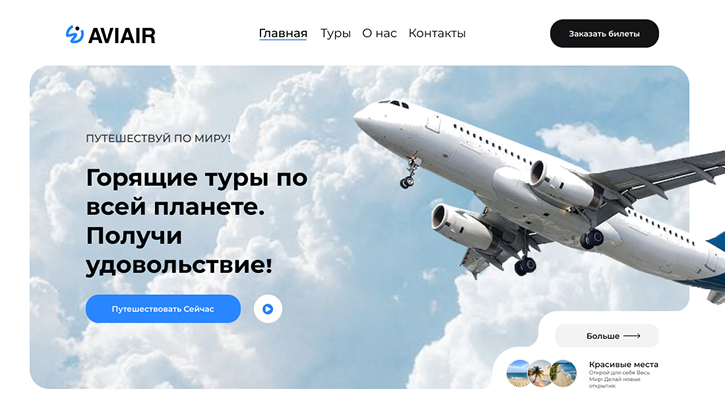 AVIAIR
Главная Туры О нас Контакты
Заказать билеты
ПУТЕШЕСТВУЙ ПО МИРУ!
Горящие туры по
всей планете.
Получи
удовольствие!
Путешествовать Сейчас
Больше
Красивые места
Открой для себя Весь
Мир! Делай новые
открытия.